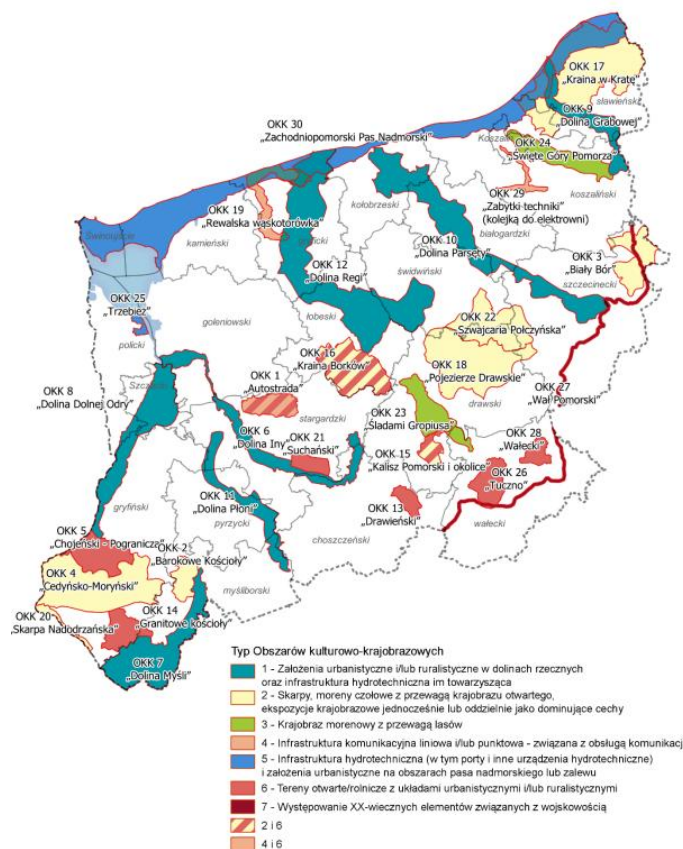 OKK 17
„Kraina w Kratę”
sławieński
OKK 9
„Dolina Grabowej”
OKK 30
„Zachodniopomorski Pas Nadmorski”
OKK 24
„Święte Góry Pomorza”
koszaliński
OKK 29
„Zabytki techniki”
(kolejką do elektrowni)
białogardzki
OKK 19
„Rewalska wąskotorówka”
kołobrzeski
kamieński
OKK 10
„Dolina Parsęty”
OKK 3
„Biały Bór”
szczecinecki
OKK 12
„Dolina Regi”
świdwiński
Świnoujście
OKK 25
„Trzebież”
policki
goleniowski
łobeski
OKK 22
„Szwajcaria Połczyńska”
OKK 16
„Kraina Borków”
OKK 18
„Pojezierze Drawskie”
drawski
OKK 1
„Autostrada”
stargardzki
OKK 8
„Dolina Dolnej Odry”
OKK 27
„Wał Pomorski”
OKK 23
„Śladami Gropiusa”
OKK 6
„Dolina Iny”
OKK 21
„Suchański”
OKK 28
„Wałecki”
OKK 15
„Kalisz Pomorski i okolice”
OKK 26
„Tuczno”
OKK 11
„Dolina Płoni”
pyrzycki
OKK 13
„Drawieński”
wałecki
gryfiński
choszczeński
OKK 5
„Chojeński - Pogranicza”
OKK 2
„Barokowe Kościoły”
OKK 4
„Cedyńsko-Moryński”
myśliborski
OKK 20
„Skarpa Nadodrzańska”
OKK 14
„Granitowe kościoły”
OKK 7
„Dolina Myśli”
Typ Obszarów kulturowo-krajobrazowych
1 - Założenia urbanistyczne i/lub ruralistyczne w dolinach rzecznych
oraz infrastruktura hydrotechniczna im towarzysząca
2 - Skarpy, moreny czołowe z przewagą krajobrazu otwartego,
ekspozycje krajobrazowe jednocześnie lub oddzielnie jako dominujące cechy
3 - Krajobraz morenowy z przewagą lasów
4 - Infrastruktura komunikacyjna liniowa i/lub punktowa - związana z obsługą komunikacj
5 - Infrastruktura hydrotechniczna (w tym porty i inne urządzenia hydrotechniczne)
i założenia urbanistyczne na obszarach pasa nadmorskiego lub zalewu
6 - Tereny otwarte/rolnicze z układami urbanistycznymi i/lub ruralistycznymi
7 - Występowanie XX-wiecznych elementów związanych z wojskowością
2 i 6
4 i 6